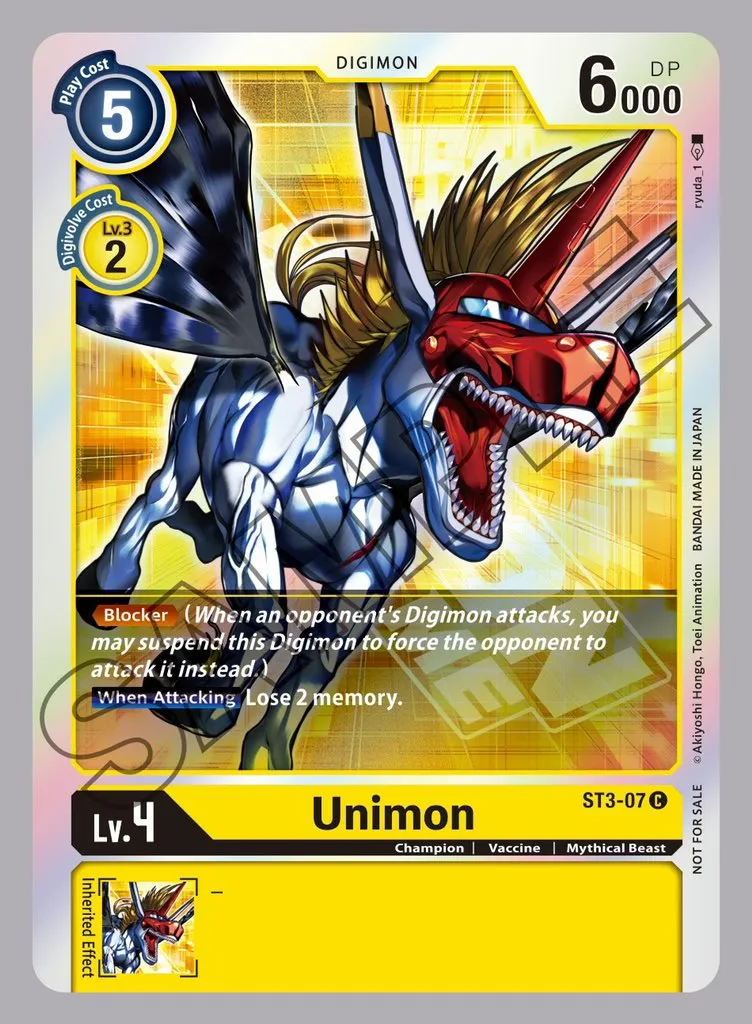 DIGIMON
Play Cost
5
DP
6000
Digivolve Cost
Lv.3
2
ryuda_1
Blocker (When an opponent's Digimon attacks, you
may suspend this Digimon to force the opponent to
attack it instead.)
When Attacking Lose 2 memory.
© Akiyoshi Hongo, Toei Animation BANDAI MADE IN JAPAN
NOT FOR SALE
SAMPLE
Lv.4
Unimon
ST3-07 C
Champion | Vaccine | Mythical Beast
Inherited Effect
–